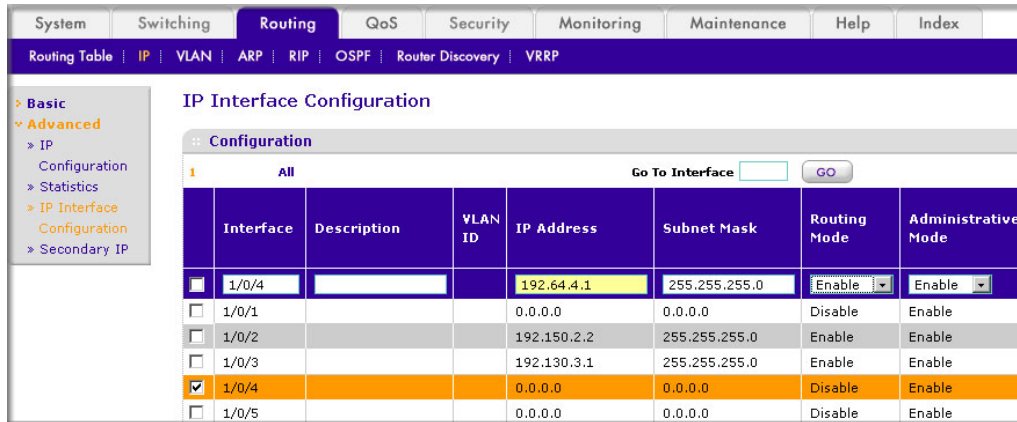 System Switching Routing QoS Security Monitoring Maintenance Help Index
Routing Table | IP | VLAN | ARP | RIP | OSPF | Router Discovery | VRRP
Basic
Advanced
» IP
Configuration
» Statistics
» IP Interface
Configuration
» Secondary IP
IP Interface Configuration
:: Configuration
1 All Go To Interface GO
Interface Description VLAN ID IP Address Subnet Mask Routing Mode Administrative Mode
1/0/4 192.64.4.1 255.255.255.0 Enable Enable
1/0/1 0.0.0.0 0.0.0.0 Disable Enable
1/0/2 192.150.2.2 255.255.255.0 Enable Enable
1/0/3 192.130.3.1 255.255.255.0 Enable Enable
1/0/4 0.0.0.0 0.0.0.0 Disable Enable
1/0/5 0.0.0.0 0.0.0.0 Disable Enable